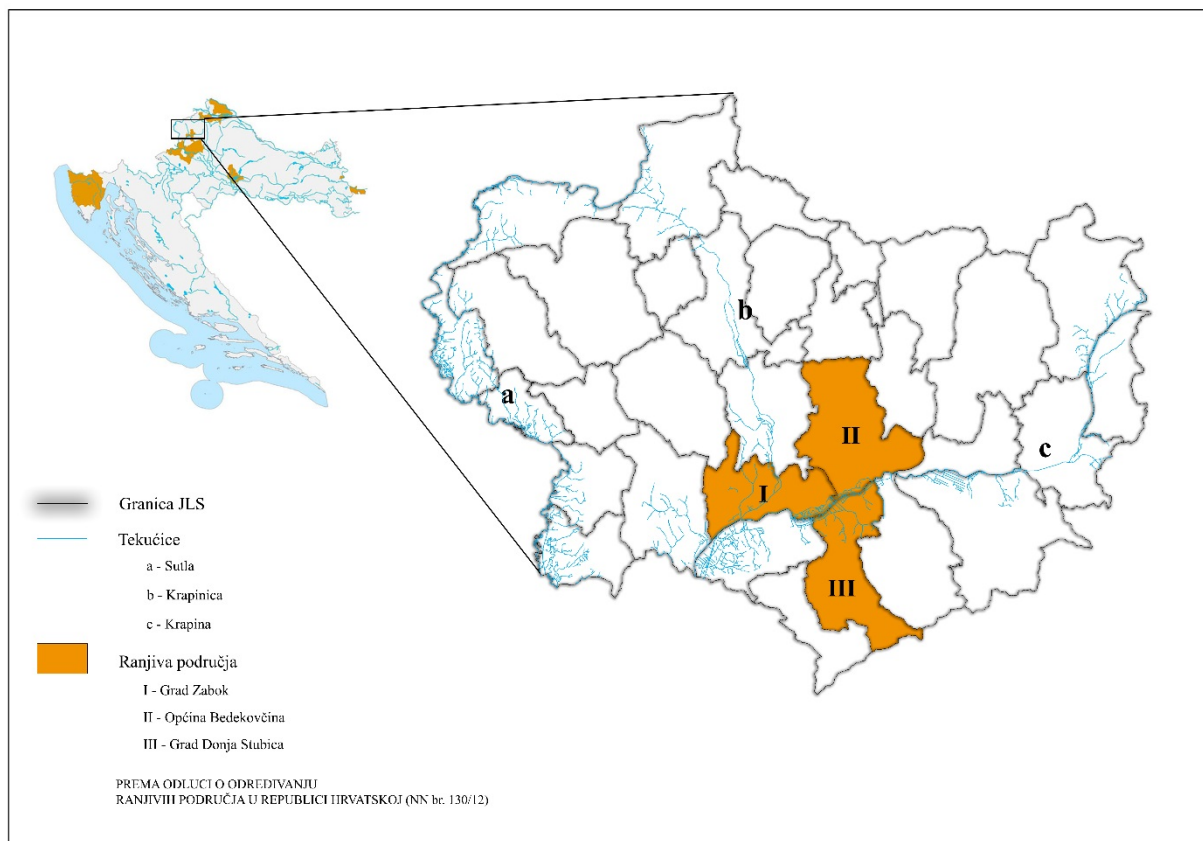 b
a
c
II
I
III
Granica JLS
Tekućice
a - Sutla
b - Krapinica
c - Krapina
Ranjiva područja
I - Grad Zabok
II - Općina Bedekovčina
III - Grad Donja Stubica
PREMA ODLUCI O ODREĐIVANJU
RANJIVIH PODRUČJA U REPUBLICI HRVATSKOJ (NN br. 130/12)